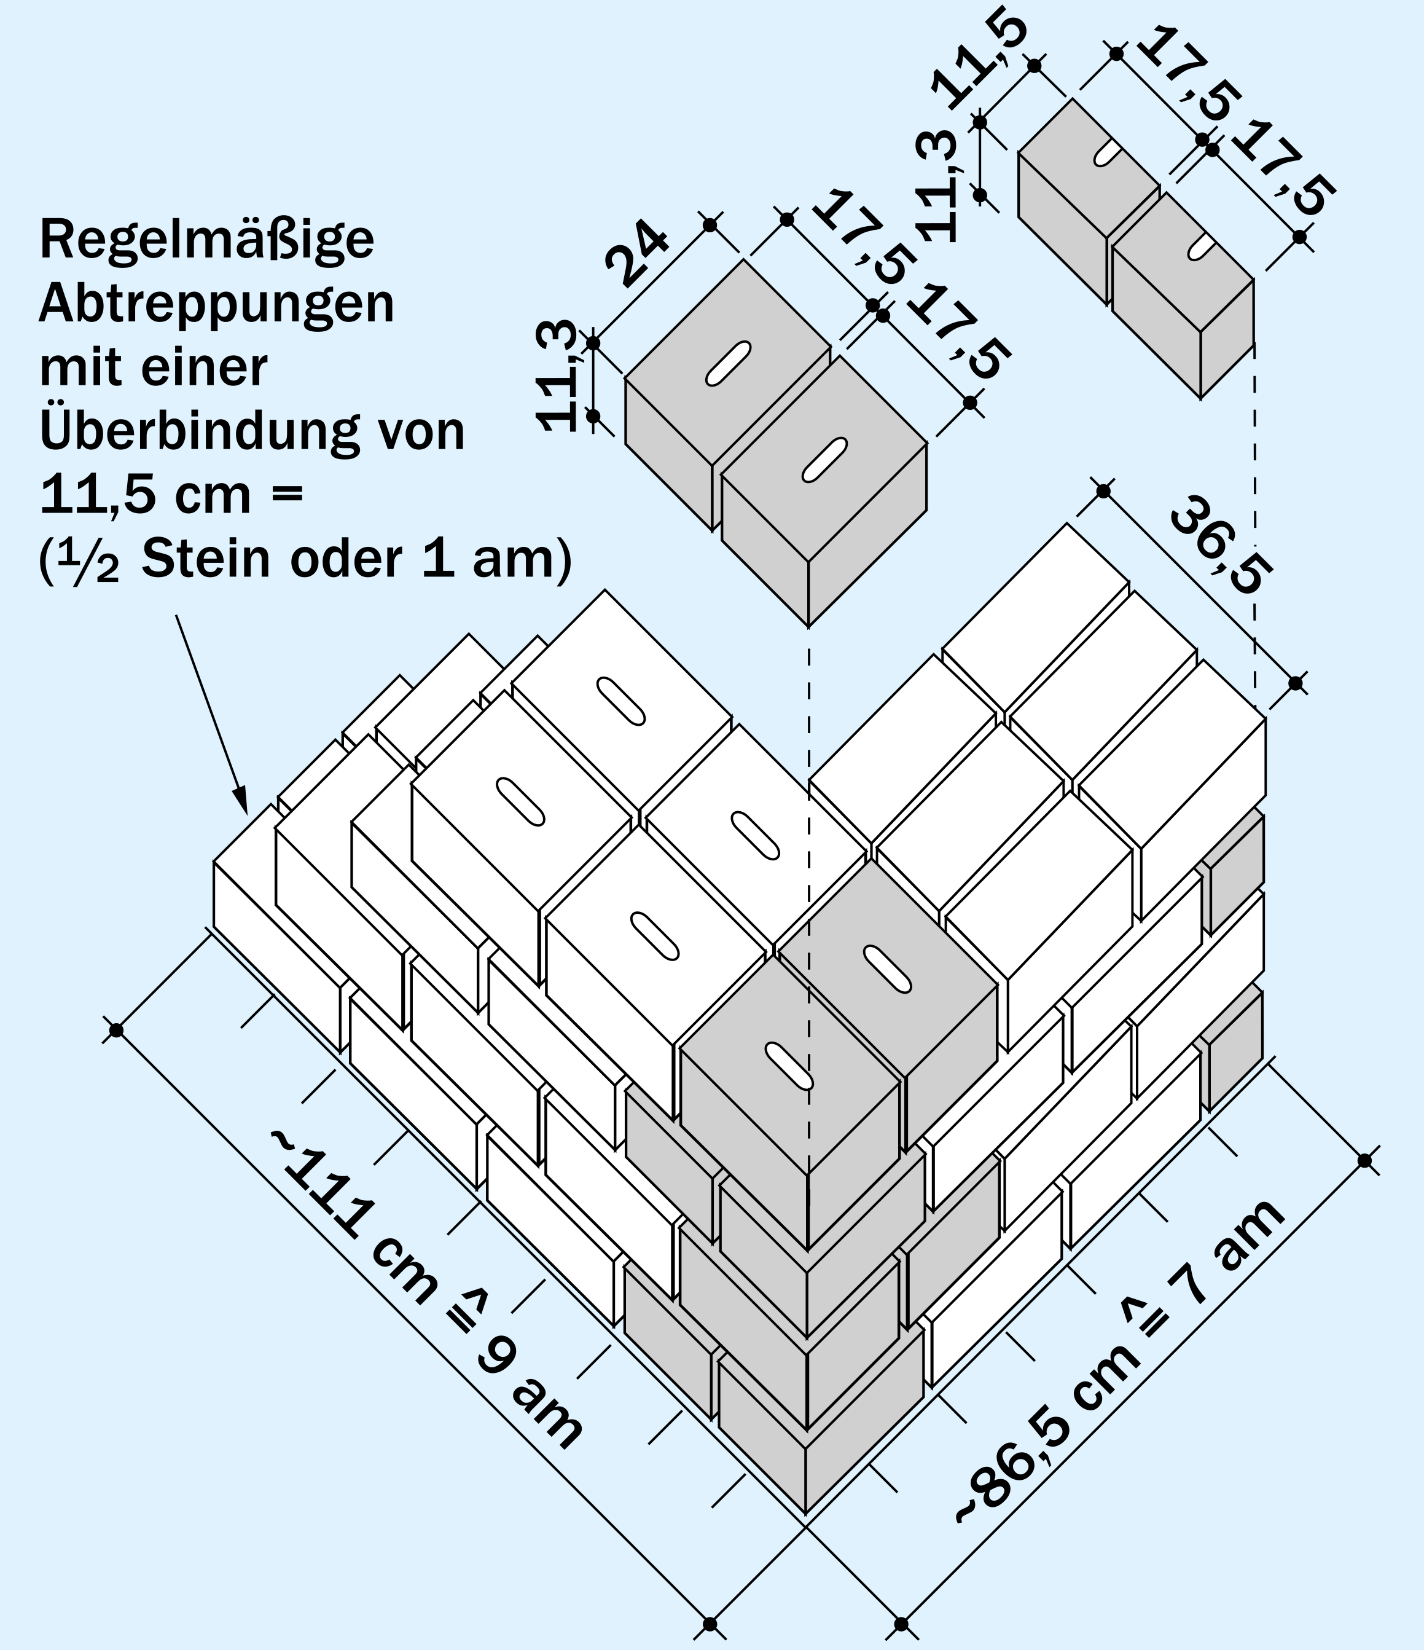 11,5
17,5
17,5
11,3
24
17,5
17,5
11,3
Regelmäßige
Abtreppungen
mit einer
Überbindung von
11,5 cm =
(½ Stein oder 1 am)
36,5
~111 cm ≙ 9 am
~86,5 cm ≙ 7 am